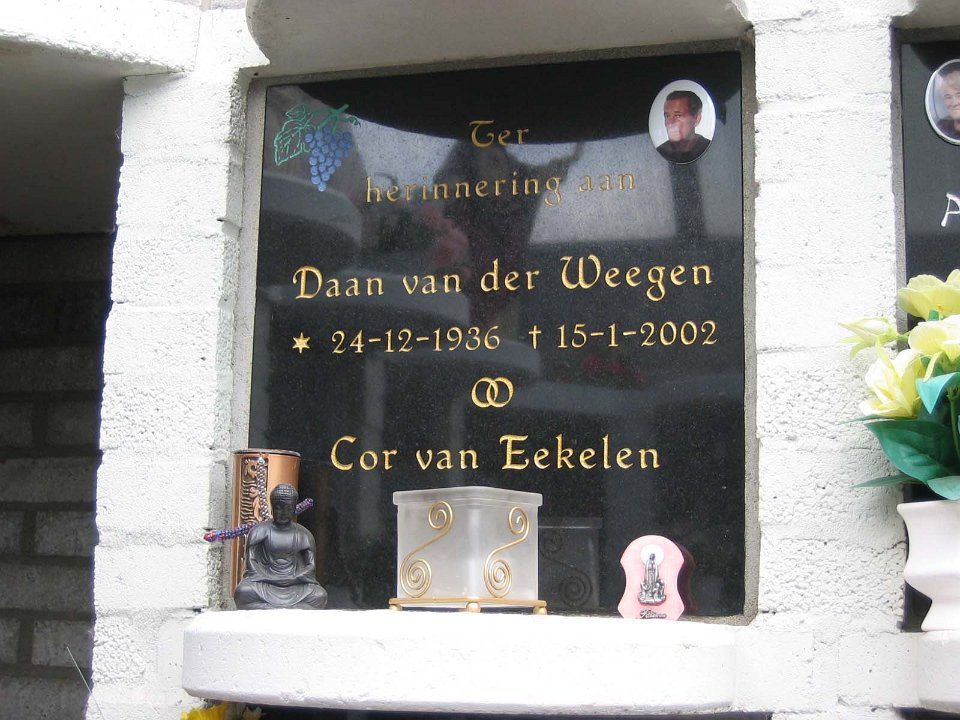 Ter
herinnering aan
Daan van der Weegen
* 24-12-1936 † 15-1-2002
Cor van Eekelen
A